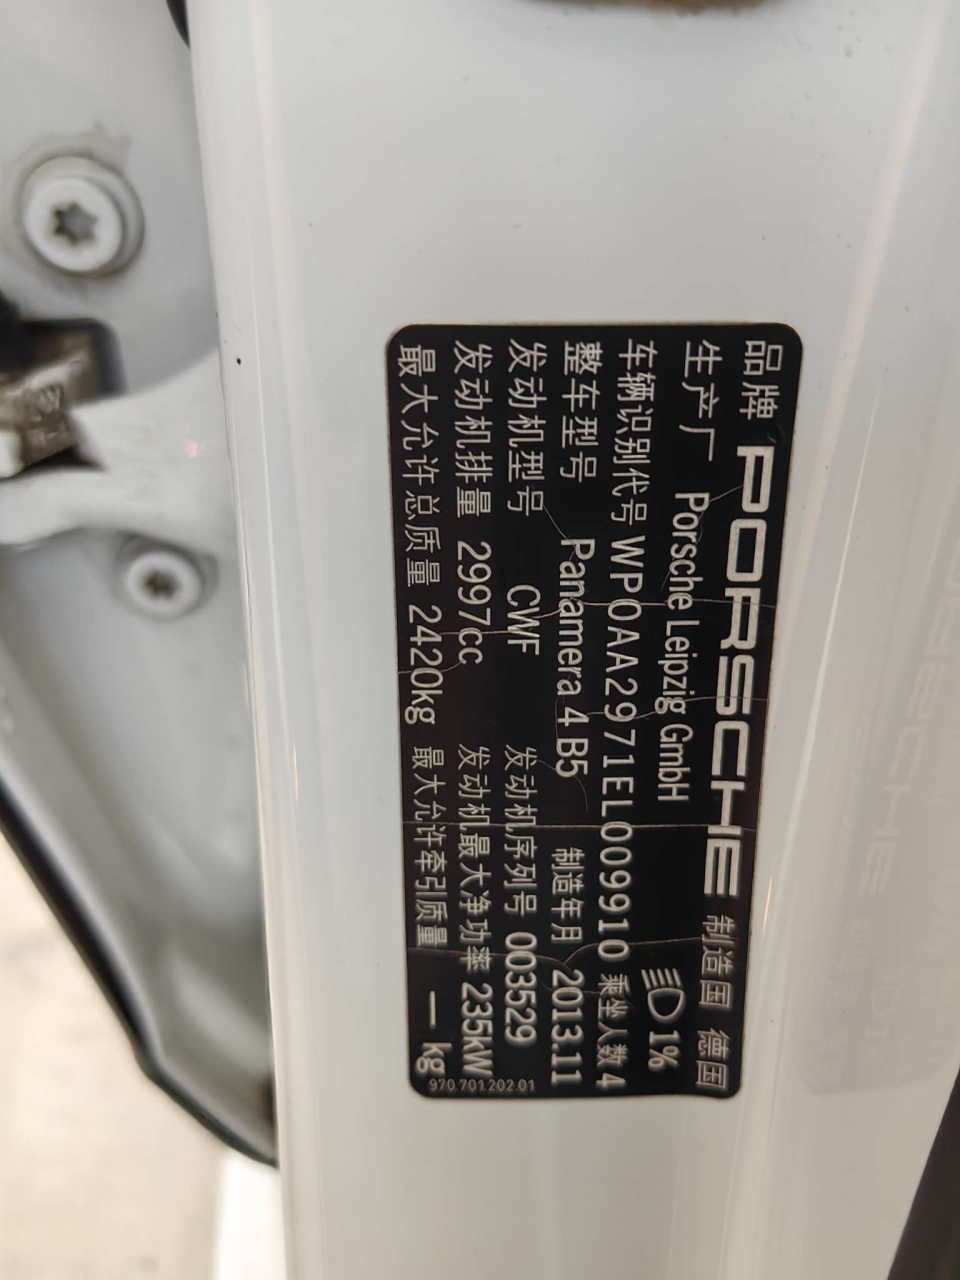 品牌 PORSCHE 制造国 德国
生产厂 Porsche Leipzig GmbH 1%
车辆识别代号 WP0AA2971EL009910 乘坐人数 4
整车型号 Panamera 4 B5 制造年月 2013.11
发动机型号 CWF 发动机序列号 003529
发动机排量 2997cc 发动机最大净功率 235kW
最大允许总质量 2420kg 最大允许牵引质量 — kg
970.701.202.01